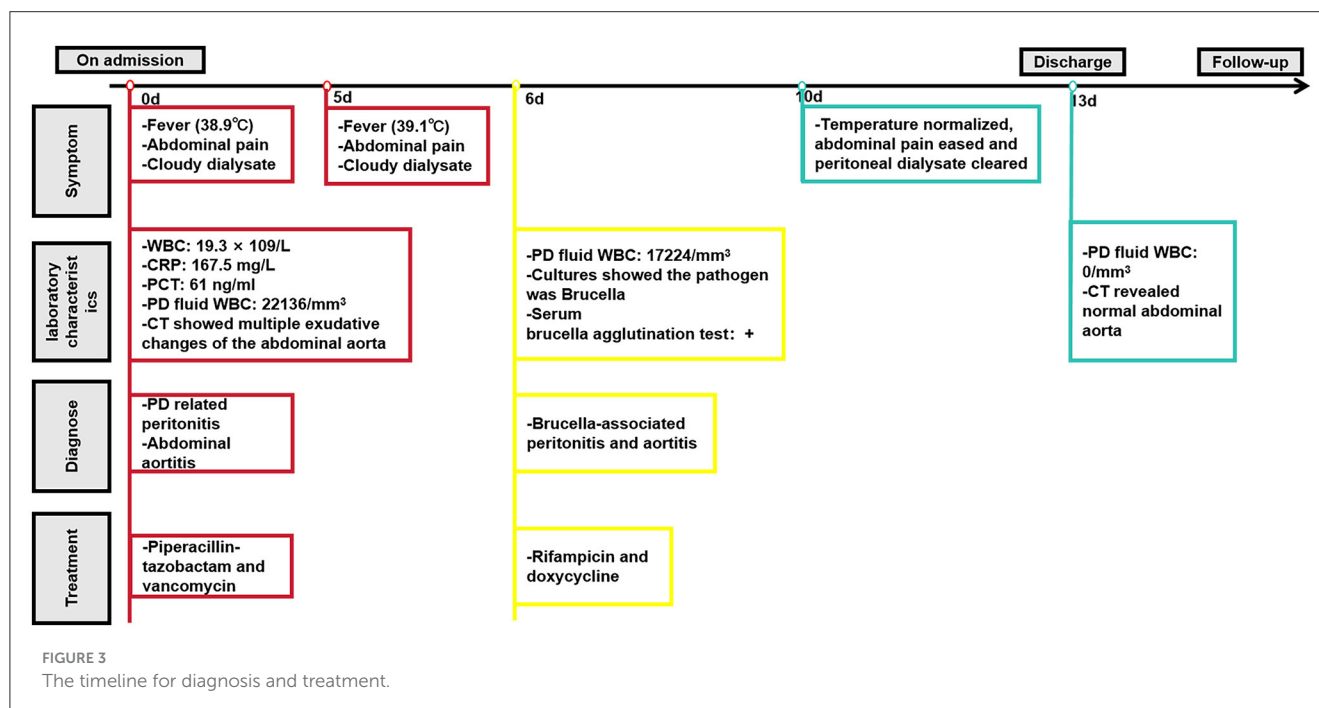 On admission
Discharge
Follow-up
0d
5d
6d
10d
13d
Symptom
-Fever (38.9℃)
-Abdominal pain
-Cloudy dialysate
-Fever (39.1℃)
-Abdominal pain
-Cloudy dialysate
-Temperature normalized,
abdominal pain eased and
peritoneal dialysate cleared
laboratory
characterist
ics
-WBC: 19.3 × 109/L
-CRP: 167.5 mg/L
-PCT: 61 ng/ml
-PD fluid WBC: 22136/mm³
-CT showed multiple exudative
changes of the abdominal aorta
-PD fluid WBC: 17224/mm³
-Cultures showed the pathogen
was Brucella
-Serum
brucella agglutination test: +
-PD fluid WBC:
0/mm³
-CT revealed
normal abdominal
aorta
Diagnose
-PD related
peritonitis
-Abdominal
aortitis
-Brucella-associated
peritonitis and aortitis
Treatment
-Piperacillin-
tazobactam and
vancomycin
-Rifampicin and
doxycycline
FIGURE 3
The timeline for diagnosis and treatment.